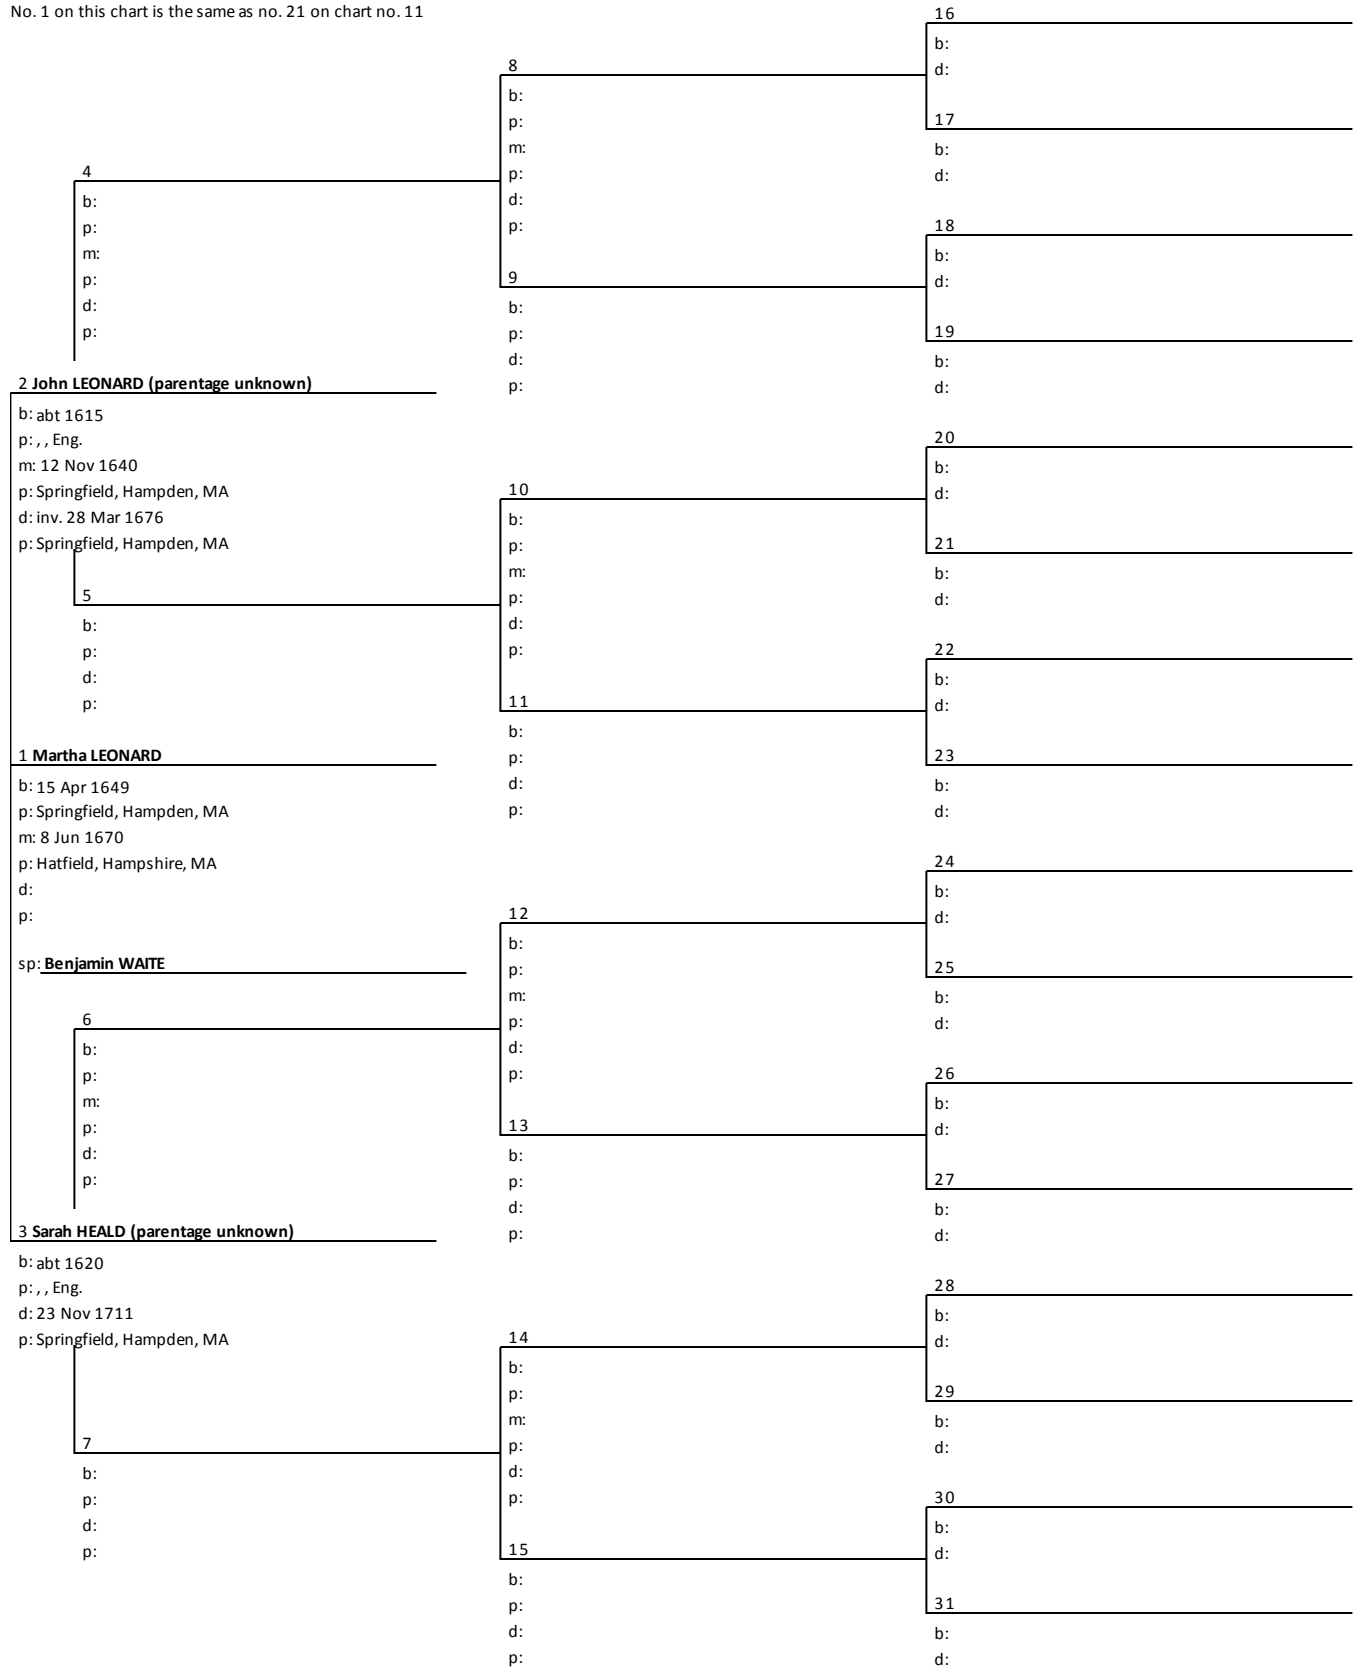 No. 1 on this chart is the same as no. 21 on chart no. 11
4
b:
p:
m:
p:
d:
p:
2 John LEONARD (parentage unknown)
b: abt 1615
p: , , Eng.
m: 12 Nov 1640
p: Springfield, Hampden, MA
d: inv. 28 Mar 1676
p: Springfield, Hampden, MA
5
b:
p:
d:
p:
1 Martha LEONARD
b: 15 Apr 1649
p: Springfield, Hampden, MA
m: 8 Jun 1670
p: Hatfield, Hampshire, MA
d:
p:
sp: Benjamin WAITE
6
b:
p:
m:
p:
d:
p:
3 Sarah HEALD (parentage unknown)
b: abt 1620
p: , , Eng.
d: 23 Nov 1711
p: Springfield, Hampden, MA
7
b:
p:
d:
p:
8
b:
p:
m:
p:
d:
p:
9
b:
p:
d:
p:
10
b:
p:
m:
p:
d:
p:
11
b:
p:
d:
p:
12
b:
p:
m:
p:
d:
p:
13
b:
p:
d:
p:
14
b:
p:
m:
p:
d:
p:
15
b:
p:
d:
p:
16
b:
d:
17
b:
d:
18
b:
d:
19
b:
d:
20
b:
d:
21
b:
d:
22
b:
d:
23
b:
d:
24
b:
d:
25
b:
d:
26
b:
d:
27
b:
d:
28
b:
d:
29
b:
d:
30
b:
d:
31
b:
d: